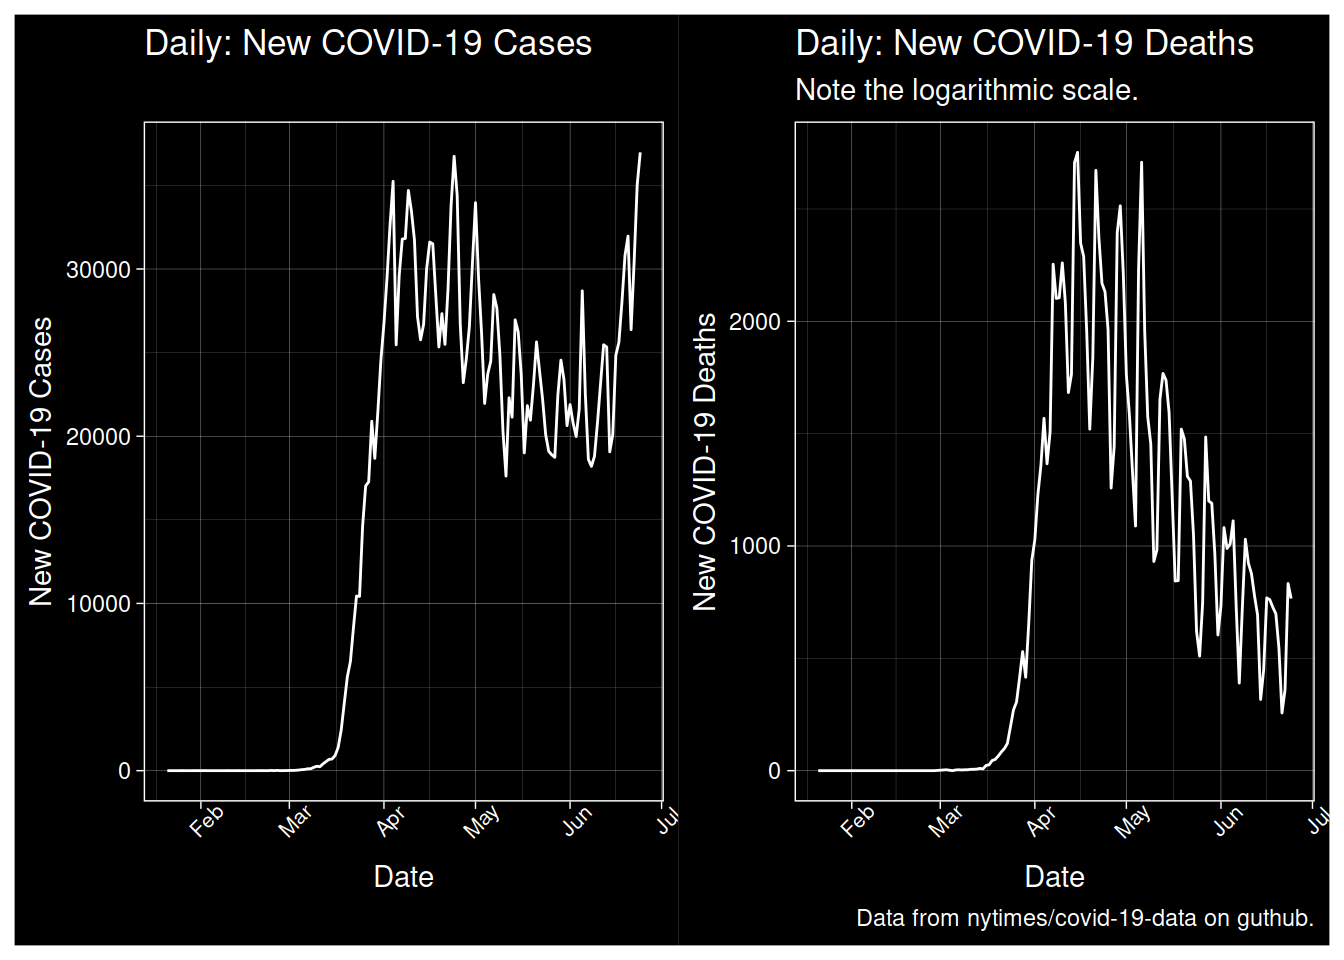 Daily: New COVID-19 Cases
New COVID-19 Cases
30000
20000
10000
0
Feb
Mar
Apr
May
Jun
Jul
Date
Daily: New COVID-19 Deaths
Note the logarithmic scale.
New COVID-19 Deaths
2000
1000
0
Feb
Mar
Apr
May
Jun
Jul
Date
Data from nytimes/covid-19-data on guthub.